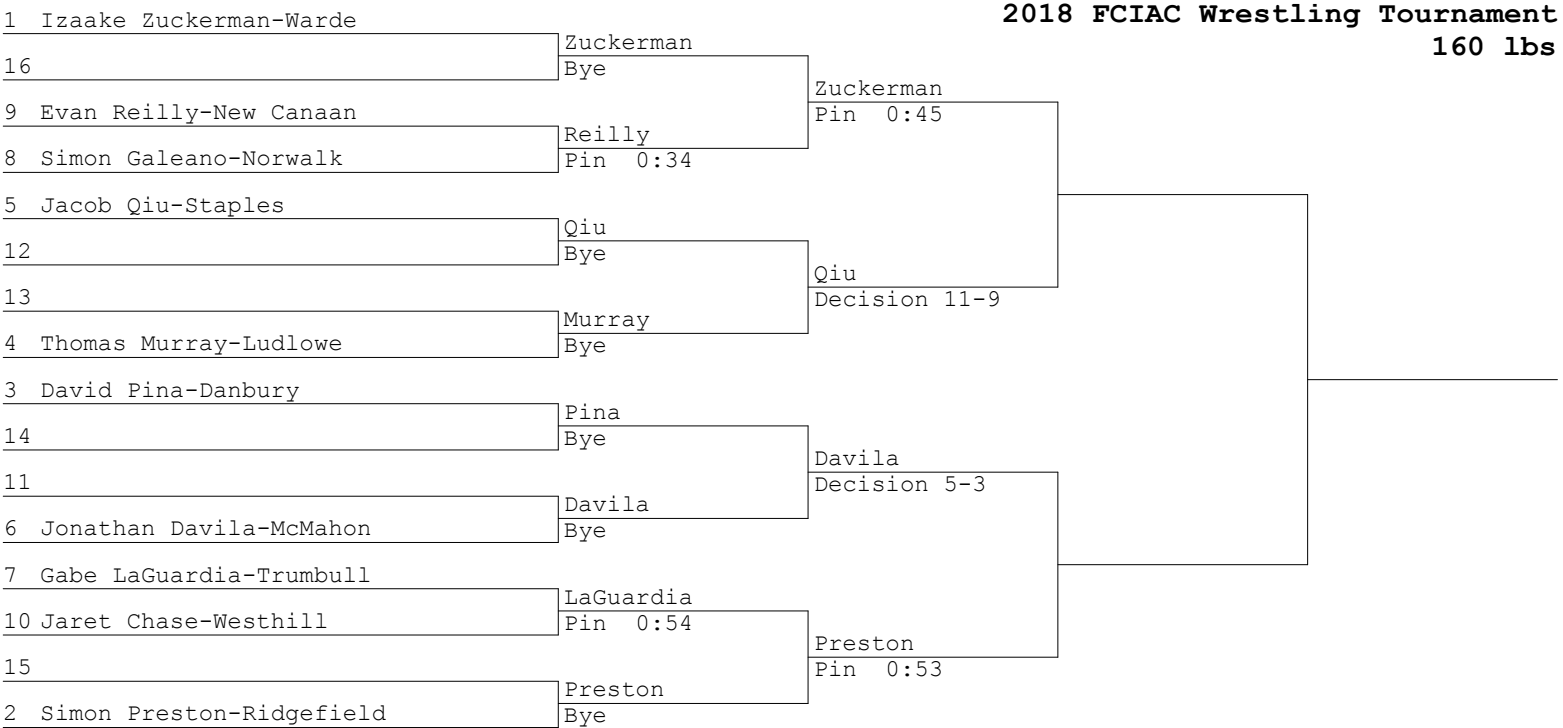 2018 FCIAC Wrestling Tournament
160 lbs
1 Izaake Zuckerman-Warde
16
9 Evan Reilly-New Canaan
8 Simon Galeano-Norwalk
5 Jacob Qiu-Staples
12
13
4 Thomas Murray-Ludlowe
3 David Pina-Danbury
14
11
6 Jonathan Davila-McMahon
7 Gabe LaGuardia-Trumbull
10 Jaret Chase-Westhill
15
2 Simon Preston-Ridgefield
Zuckerman
Bye
Reilly
Pin 0:34
Qiu
Bye
Murray
Bye
Pina
Bye
Davila
Bye
LaGuardia
Pin 0:54
Preston
Bye
Zuckerman
Pin 0:45
Qiu
Decision 11-9
Davila
Decision 5-3
Preston
Pin 0:53